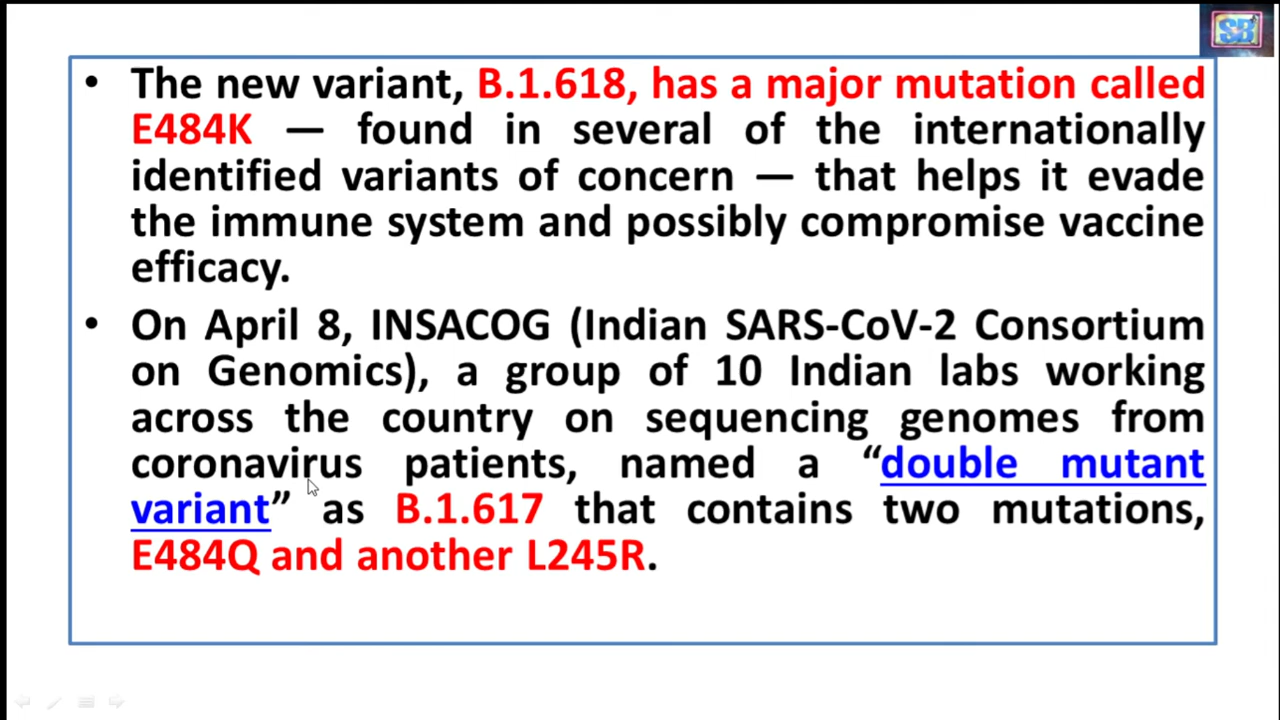 SB
• The new variant, B.1.618, has a major mutation called
E484K — found in several of the internationally
identified variants of concern — that helps it evade
the immune system and possibly compromise vaccine
efficacy.
• On April 8, INSACOG (Indian SARS-CoV-2 Consortium
on Genomics), a group of 10 Indian labs working
across the country on sequencing genomes from
coronavirus patients, named a “double mutant
variant” as B.1.617 that contains two mutations,
E484Q and another L245R.